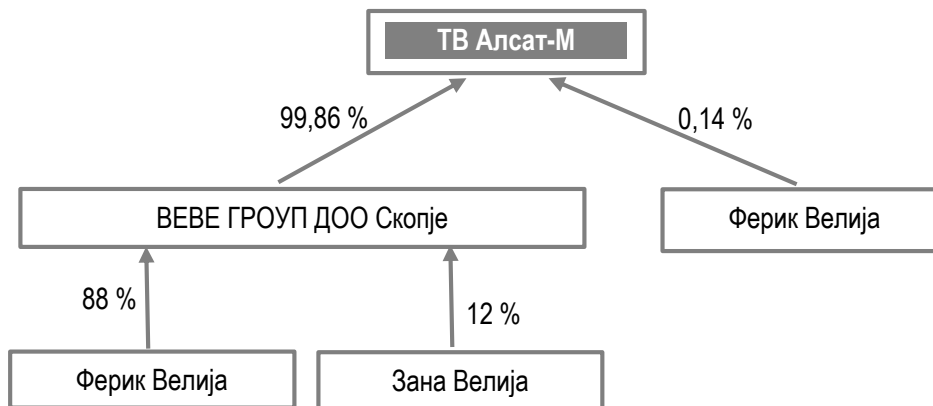 ТВ Алсат-М
99,86 %
0,14 %
ВЕВЕ ГРОУП ДОО Скопје
Ферик Велија
88 %
12 %
Ферик Велија
Зана Велија